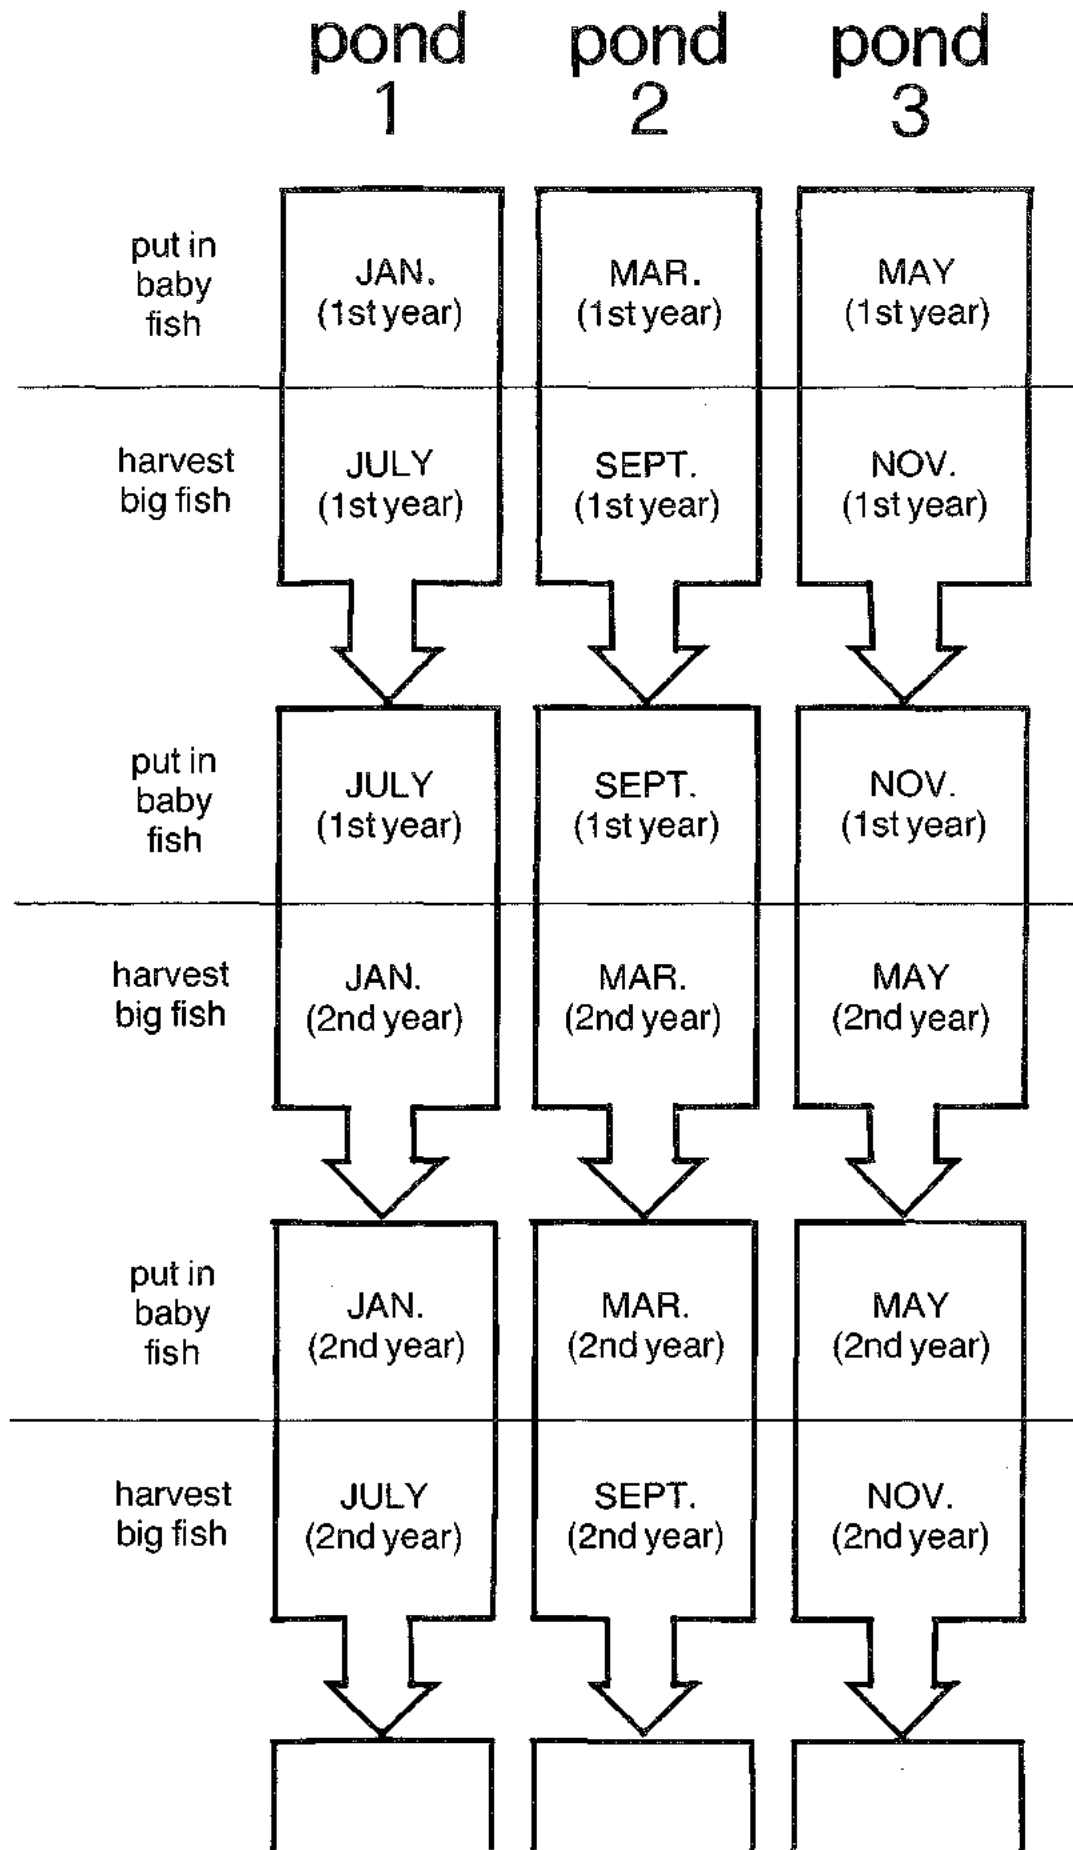 pond pond pond
1 2 3
put in
baby
fish
JAN.
(1st year)
MAR.
(1st year)
MAY
(1st year)
harvest
big fish
JULY
(1st year)
SEPT.
(1st year)
NOV.
(1st year)
put in
baby
fish
JULY
(1st year)
SEPT.
(1st year)
NOV.
(1st year)
harvest
big fish
JAN.
(2nd year)
MAR.
(2nd year)
MAY
(2nd year)
put in
baby
fish
JAN.
(2nd year)
MAR.
(2nd year)
MAY
(2nd year)
harvest
big fish
JULY
(2nd year)
SEPT.
(2nd year)
NOV.
(2nd year)